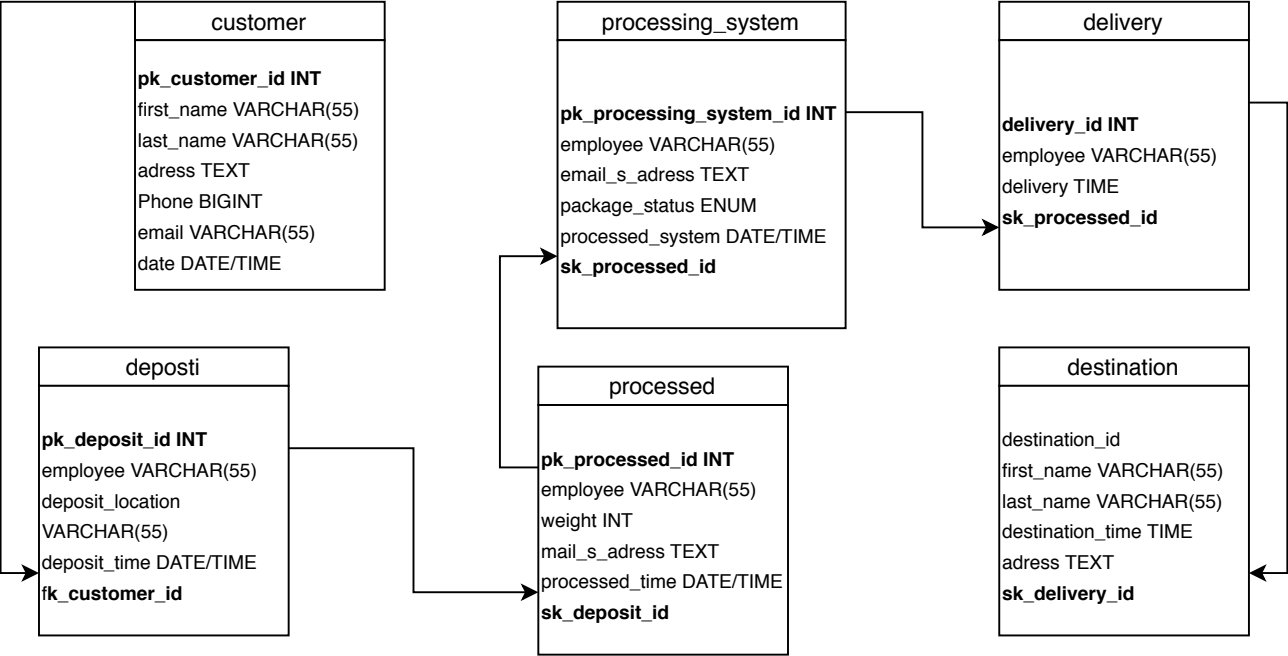 customer
pk_customer_id INT
first_name VARCHAR(55)
last_name VARCHAR(55)
adress TEXT
Phone BIGINT
email VARCHAR(55)
date DATE/TIME
processing_system
pk_processing_system_id INT
employee VARCHAR(55)
email_s_adress TEXT
package_status ENUM
processed_system DATE/TIME
sk_processed_id
delivery
delivery_id INT
employee VARCHAR(55)
delivery TIME
sk_processed_id
deposti
pk_deposit_id INT
employee VARCHAR(55)
deposit_location
VARCHAR(55)
deposit_time DATE/TIME
fk_customer_id
processed
pk_processed_id INT
employee VARCHAR(55)
weight INT
mail_s_adress TEXT
processed_time DATE/TIME
sk_deposit_id
destination
destination_id
first_name VARCHAR(55)
last_name VARCHAR(55)
destination_time TIME
adress TEXT
sk_delivery_id